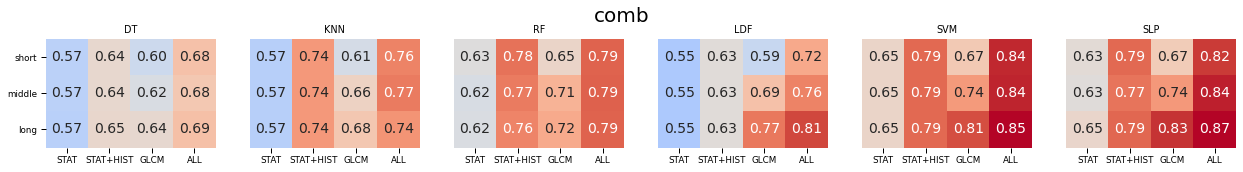 comb
DT KNN RF LDF SVM SLP
short 0.57 0.64 0.60 0.68 0.57 0.74 0.61 0.76 0.63 0.78 0.65 0.79 0.55 0.63 0.59 0.72 0.65 0.79 0.67 0.84 0.63 0.79 0.67 0.82
middle 0.57 0.64 0.62 0.68 0.57 0.74 0.66 0.77 0.62 0.77 0.71 0.79 0.55 0.63 0.69 0.76 0.65 0.79 0.74 0.84 0.63 0.77 0.74 0.84
long 0.57 0.65 0.64 0.69 0.57 0.74 0.68 0.74 0.62 0.76 0.72 0.79 0.55 0.63 0.77 0.81 0.65 0.79 0.81 0.85 0.65 0.79 0.83 0.87
STAT STAT+HIST GLCM ALL STAT STAT+HIST GLCM ALL STAT STAT+HIST GLCM ALL STAT STAT+HIST GLCM ALL STAT STAT+HIST GLCM ALL STAT STAT+HIST GLCM ALL